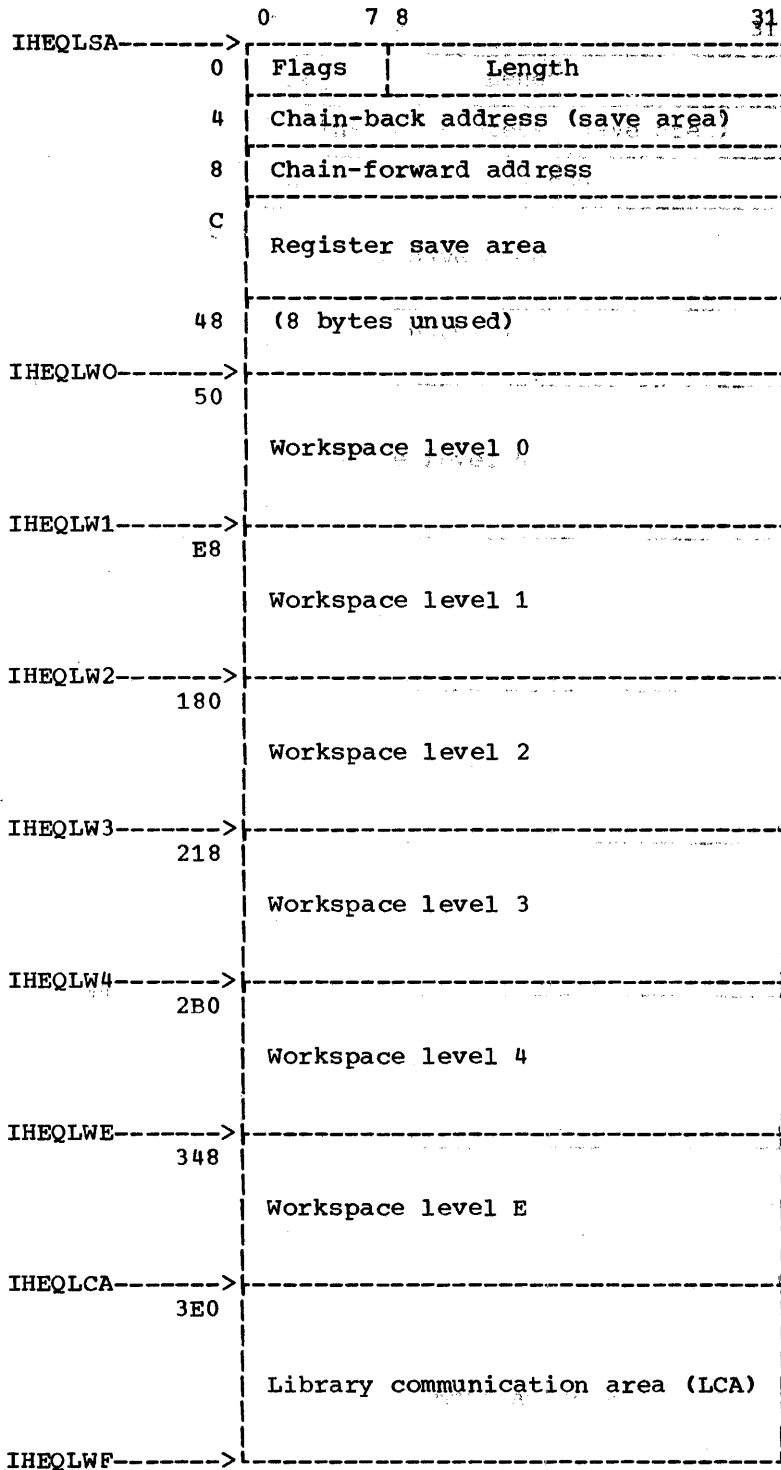 0 7 8 31
IHEQLSA------->
0 Flags Length
4 Chain-back address (save area)
8 Chain-forward address
C
Register save area
48 (8 bytes unused)
IHEQLWO------->
50
Workspace level 0
IHEQLW1------->
E8
Workspace level 1
IHEQLW2------->
180
Workspace level 2
IHEQLW3------->
218
Workspace level 3
IHEQLW4------->
2B0
Workspace level 4
IHEQLWE------->
348
Workspace level E
IHEQLCA------->
3E0
Library communication area (LCA)
IHEQLWF------->